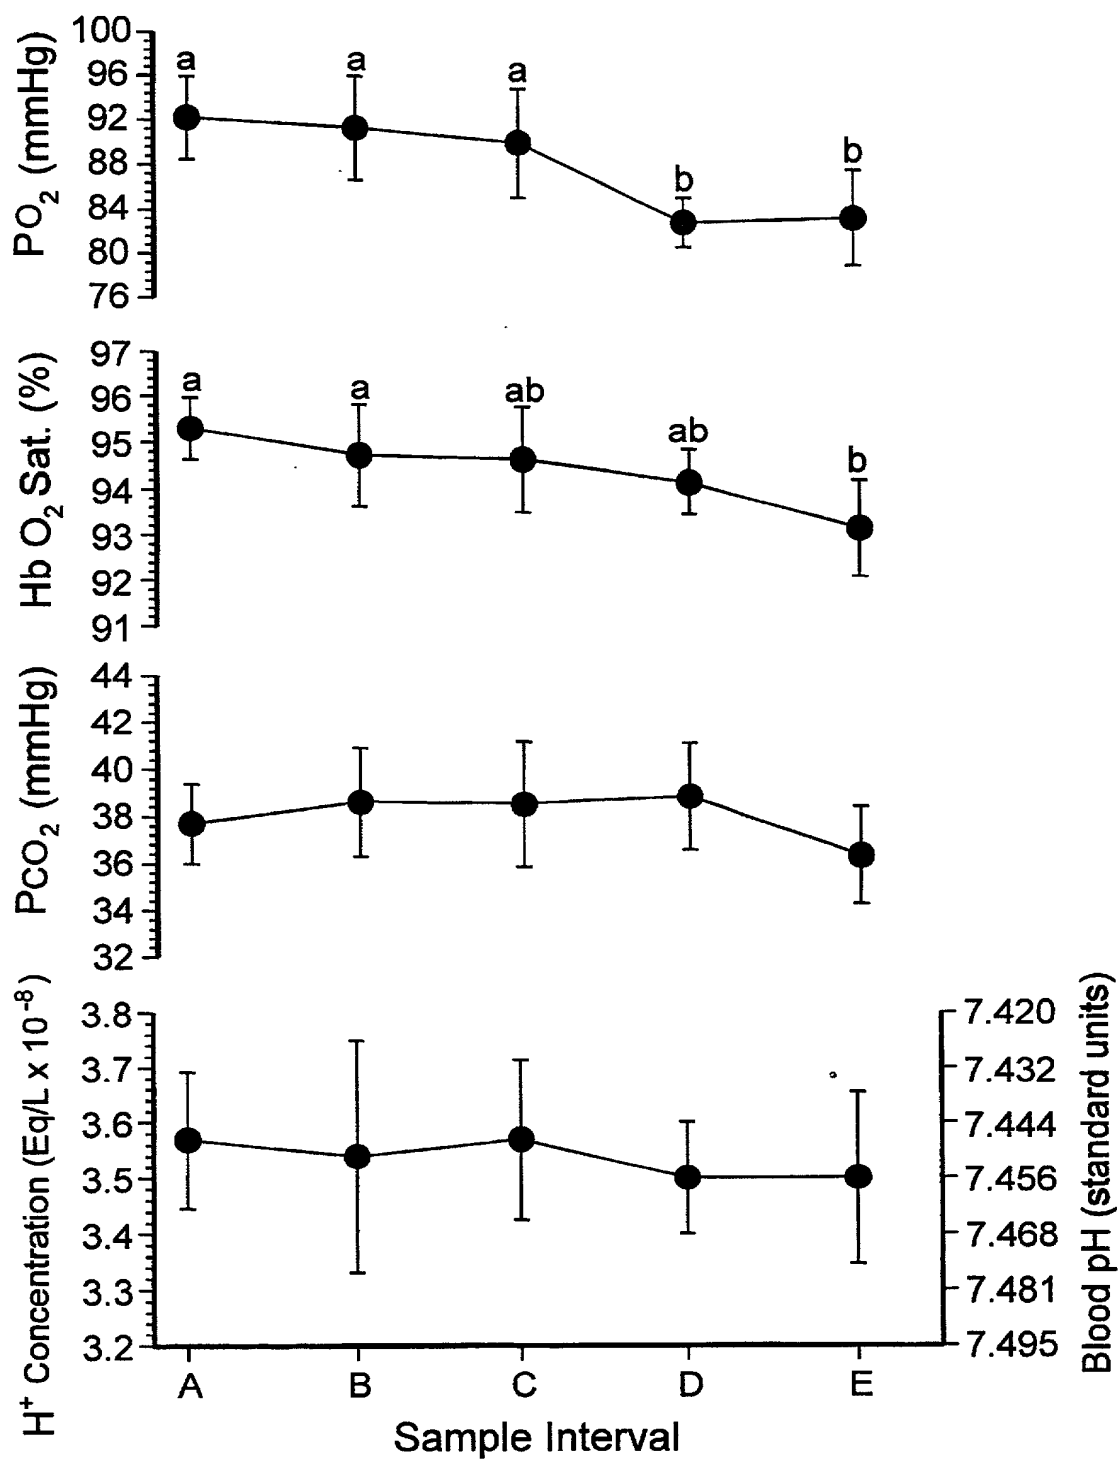 PO2 (mmHg)
100
96
92
88
84
80
76
a
a
a
b
b
Hb O2 Sat. (%)
97
96
95
94
93
92
91
a
a
ab
ab
b
PCO2 (mmHg)
44
42
40
38
36
34
32
H+ Concentration (Eq/L x 10-8)
3.8
3.7
3.6
3.5
3.4
3.3
3.2
7.420
7.432
7.444
7.456
7.468
7.481
7.495
Blood pH (standard units)
A B C D E
Sample Interval